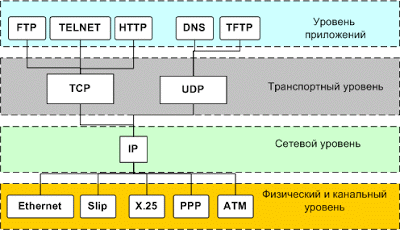 FTP TELNET HTTP DNS TFTP Уровень
приложений
TCP UDP Транспортный уровень
IP Сетевой уровень
Ethernet Slip X.25 PPP ATM Физический и канальный
уровень